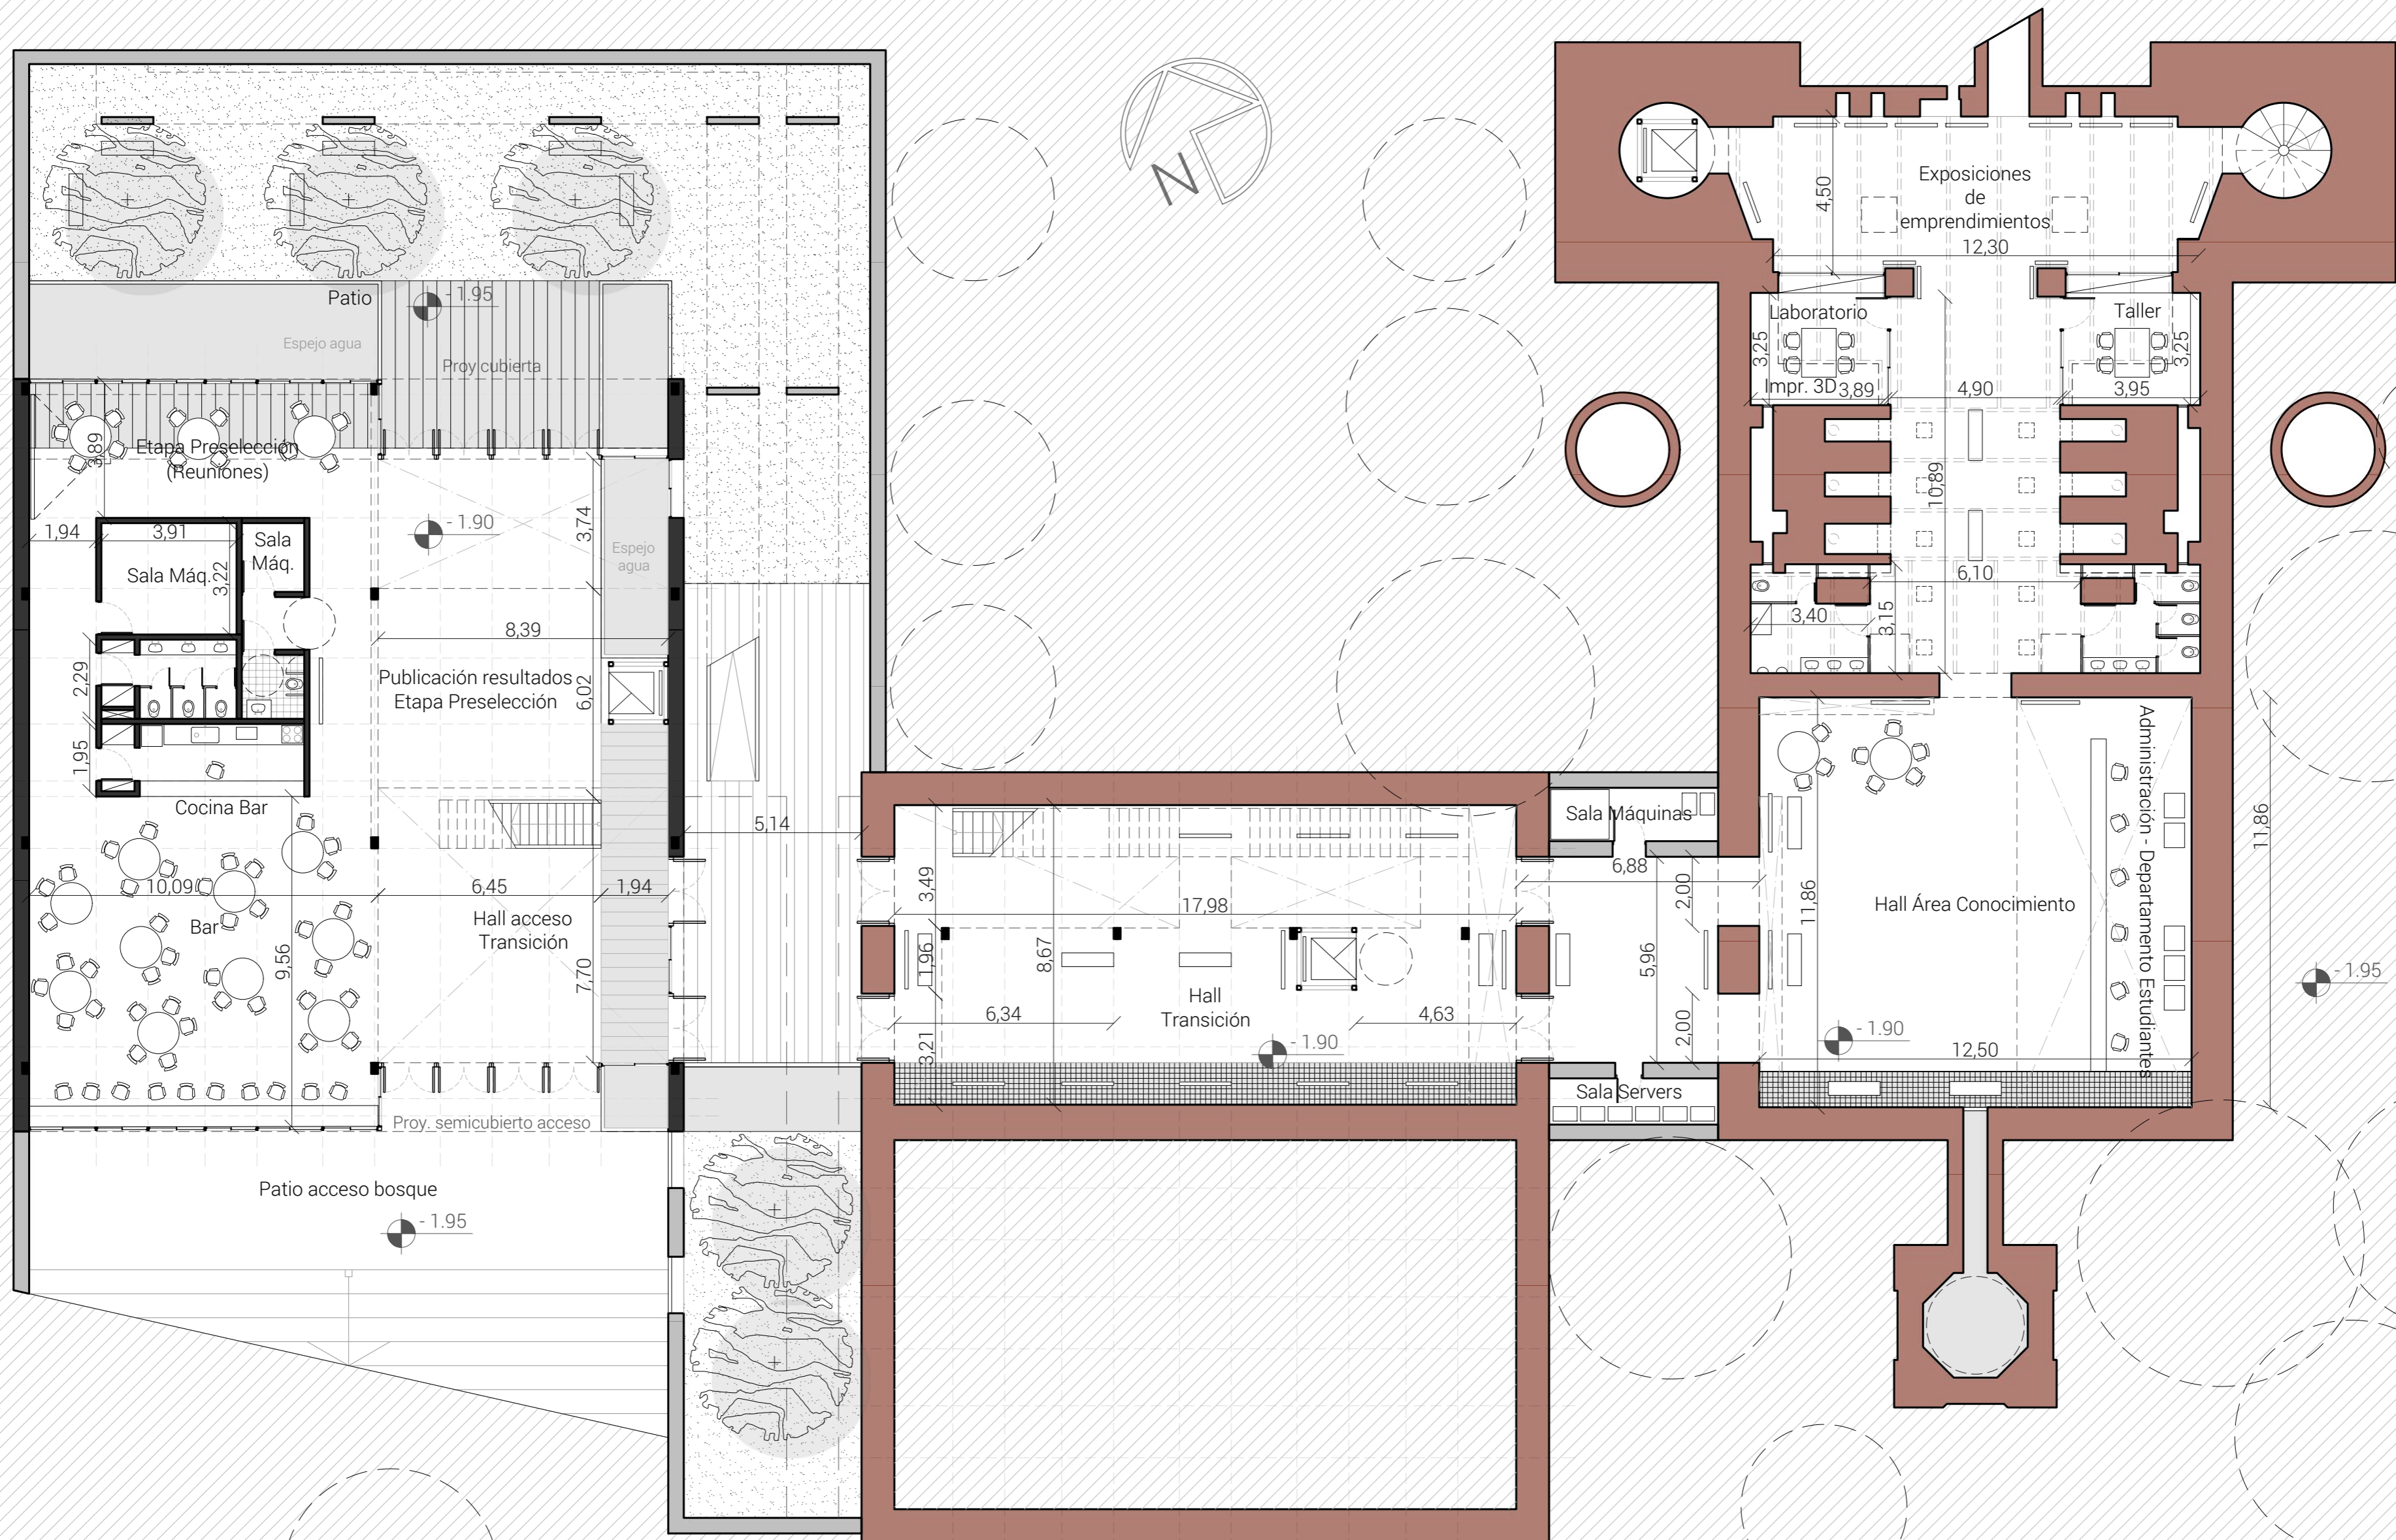 N
Patio
- 1.95
Espejo agua
Proy cubierta
3,89
Etapa Preselección
(Reuniones)
- 1.90
3,74
1,94
3,91
Sala
Máq.
Sala Máq.
3,22
Espejo
agua
8,39
2,29
Publicación resultados
Etapa Preselección
6,02
1,95
Cocina Bar
5,14
10,09
6,45
1,94
Bar
Hall acceso
Transición
9,56
7,70
Proy. semicubierto acceso
Patio acceso bosque
- 1.95
3,49
17,98
1,96
8,67
Hall
Transición
6,34
4,63
3,21
- 1.90
Sala Máquinas
6,88
2,00
5,96
2,00
Sala Servers
Exposiciones
de
emprendimientos
4,50
12,30
Laboratorio
Taller
3,25
3,25
Impr. 3D
3,89
4,90
3,95
10,89
6,10
3,40
3,15
Administración - Departamento Estudiantes
11,86
Hall Área Conocimiento
11,86
- 1.90
12,50
- 1.95